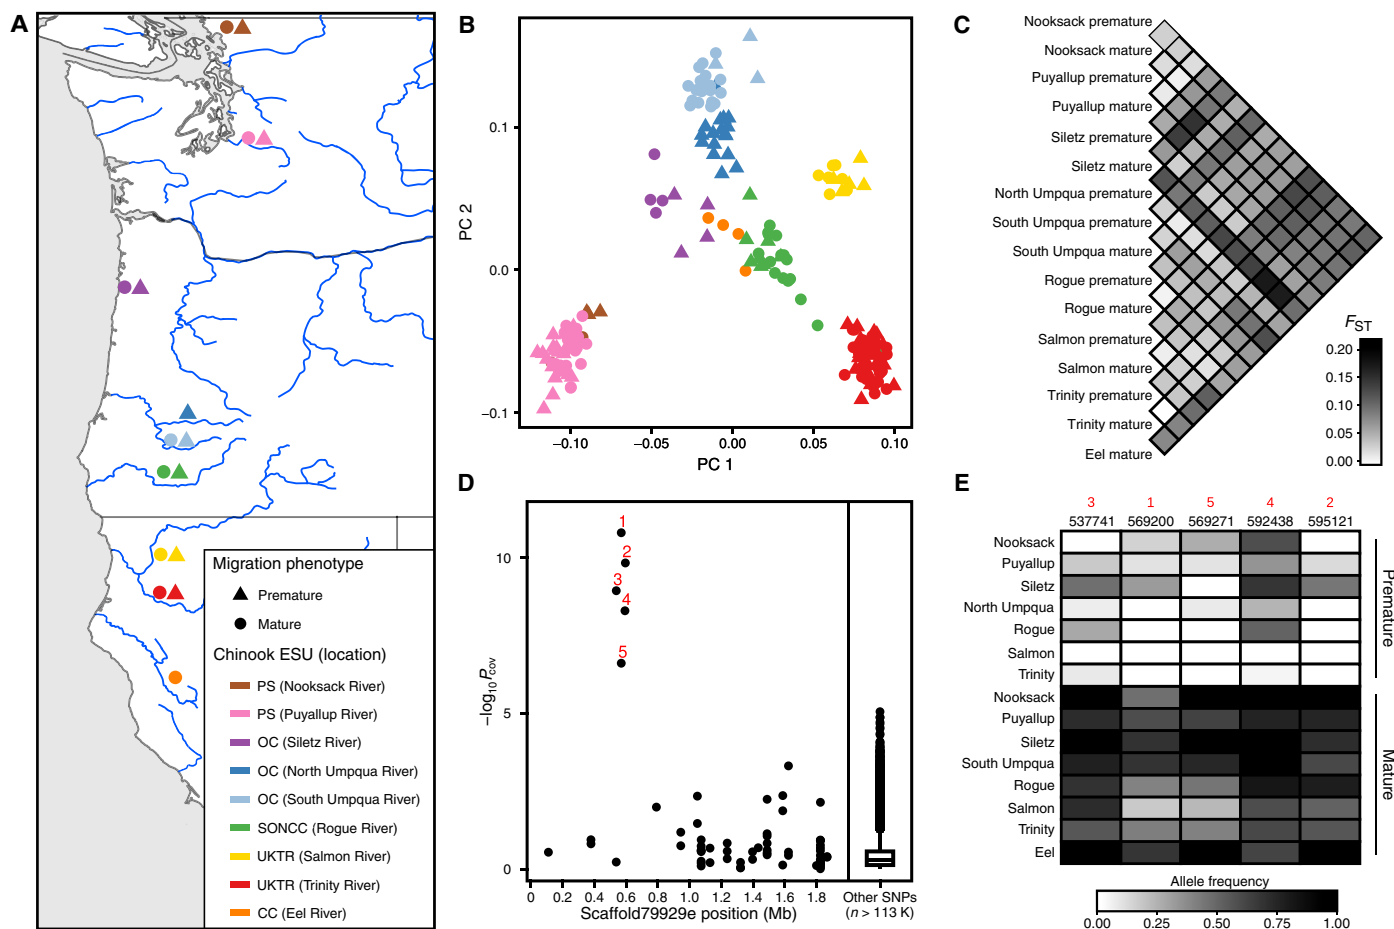 A
Migration phenotype
Premature
Mature
Chinook ESU (location)
PS (Nooksack River)
PS (Puyallup River)
OC (Siletz River)
OC (North Umpqua River)
OC (South Umpqua River)
SONCC (Rogue River)
UKTR (Salmon River)
UKTR (Trinity River)
CC (Eel River)
B
PC 2
0.1
0.0
−0.1
−0.10
−0.05
0.00
0.05
0.10
PC 1
C
Nooksack premature
Nooksack mature
Puyallup premature
Puyallup mature
Siletz premature
Siletz mature
North Umpqua premature
South Umpqua premature
South Umpqua mature
Rogue premature
Rogue mature
Salmon premature
Salmon mature
Trinity premature
Trinity mature
Eel mature
FST
0.20
0.15
0.10
0.05
0.00
D
−log10Pcov
10
5
0
1
2
3
4
5
0 0.2 0.4 0.6 0.8 1.0 1.2 1.4 1.6 1.8
Scaffold79929e position (Mb)
Other SNPs
(n > 113 K)
E
3 1 5 4 2
537741 569200 569271 592438 595121
Nooksack
Puyallup
Siletz
North Umpqua
Rogue
Salmon
Trinity
Premature
Nooksack
Puyallup
Siletz
South Umpqua
Rogue
Salmon
Trinity
Eel
Mature
Allele frequency
0.00 0.25 0.50 0.75 1.00